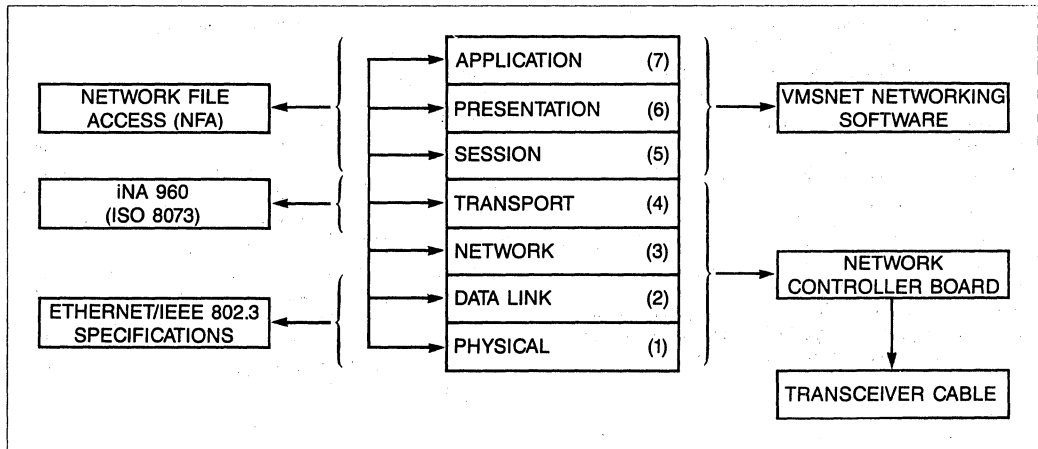 APPLICATION (7)
PRESENTATION (6)
SESSION (5)
TRANSPORT (4)
NETWORK (3)
DATA LINK (2)
PHYSICAL (1)
NETWORK FILE
ACCESS (NFA)
iNA 960
(ISO 8073)
ETHERNET/IEEE 802.3
SPECIFICATIONS
VMSNET NETWORKING
SOFTWARE
NETWORK
CONTROLLER BOARD
TRANSCEIVER CABLE